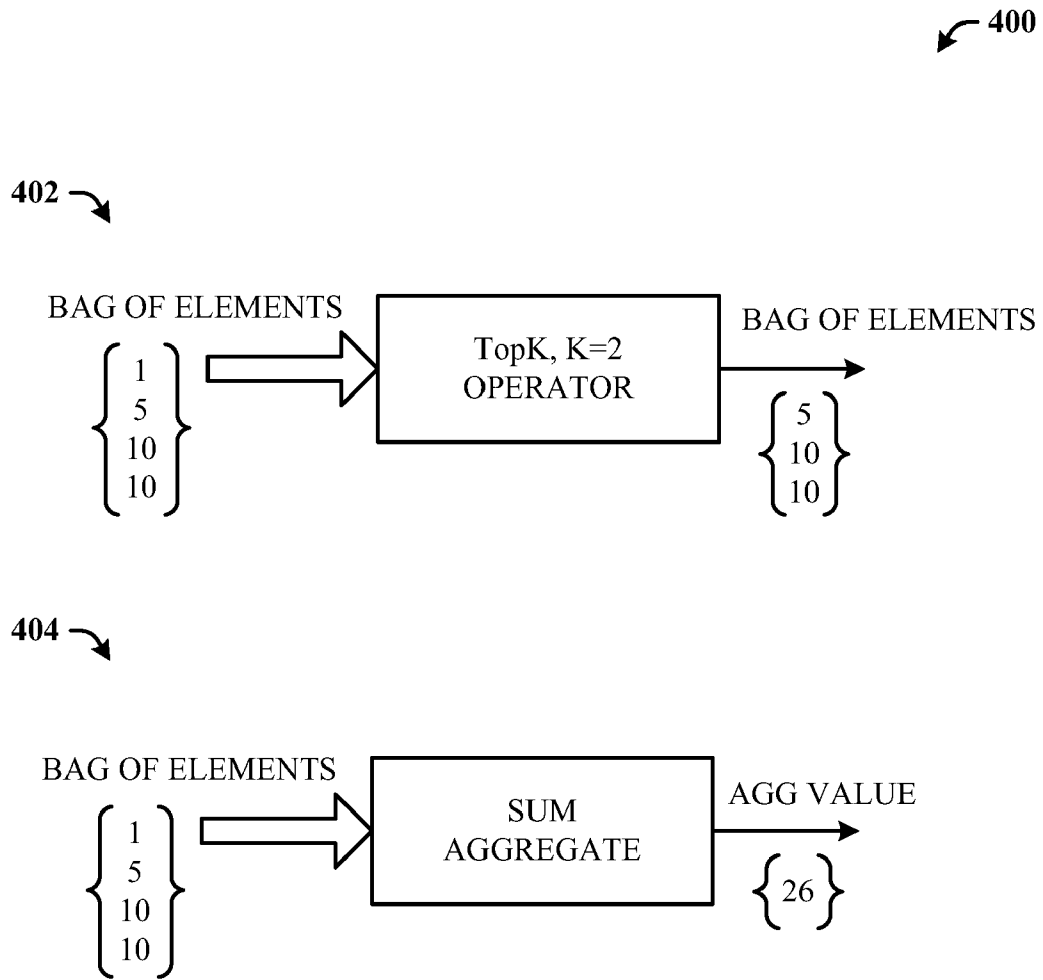 400
402
BAG OF ELEMENTS
1
5
10
10
TopK, K=2
OPERATOR
BAG OF ELEMENTS
5
10
10
404
BAG OF ELEMENTS
1
5
10
10
SUM
AGGREGATE
AGG VALUE
26